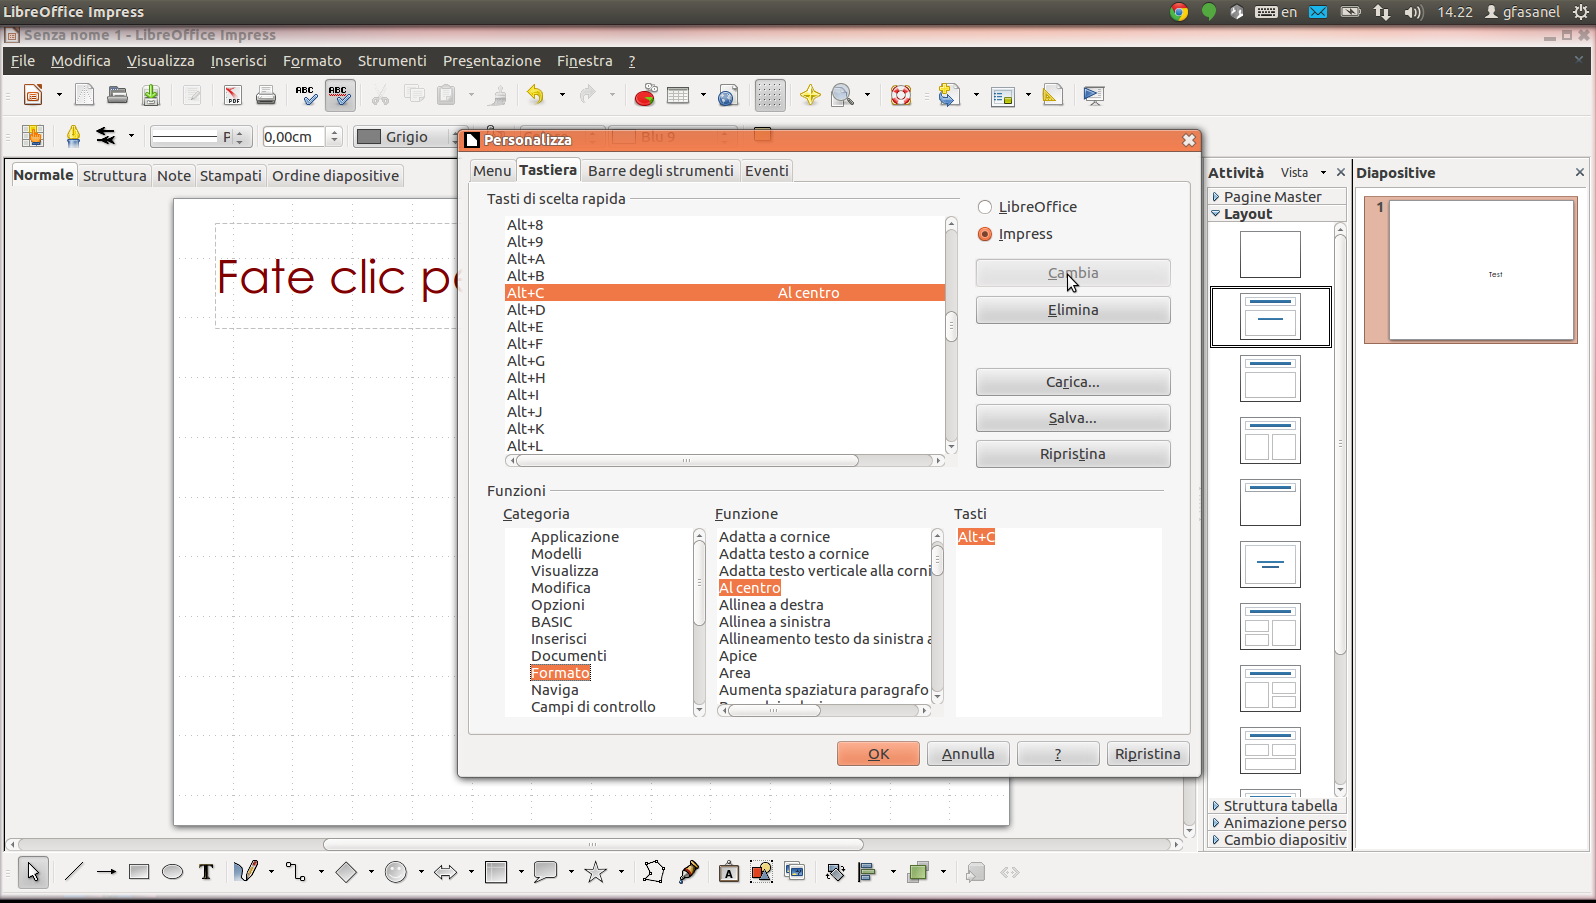 LibreOffice Impress
en
14.22
gfasanel
Senza nome 1 - LibreOffice Impress
File
Modifica
Visualizza
Inserisci
Formato
Strumenti
Presentazione
Finestra
?
0,00cm
Grigio
Blu 9
Personalizza
Menu
Tastiera
Barre degli strumenti
Eventi
Normale
Struttura
Note
Stampati
Ordine diapositive
Fate clic pe
Tasti di scelta rapida
Alt+8
Alt+9
Alt+A
Alt+B
Alt+C Al centro
Alt+D
Alt+E
Alt+F
Alt+G
Alt+H
Alt+I
Alt+J
Alt+K
Alt+L
LibreOffice
Impress
Cambia
Elimina
Carica...
Salva...
Ripristina
Funzioni
Categoria
Applicazione
Modelli
Visualizza
Modifica
Opzioni
BASIC
Inserisci
Documenti
Formato
Naviga
Campi di controllo
Funzione
Adatta a cornice
Adatta testo a cornice
Adatta testo verticale alla corni
Al centro
Allinea a destra
Allinea a sinistra
Allineamento testo da sinistra a
Apice
Area
Aumenta spaziatura paragrafo
Tasti
Alt+C
OK
Annulla
?
Ripristina
Attività
Vista
Pagine Master
Layout
Struttura tabella
Animazione perso
Cambio diapositiv
Diapositive
1
Test